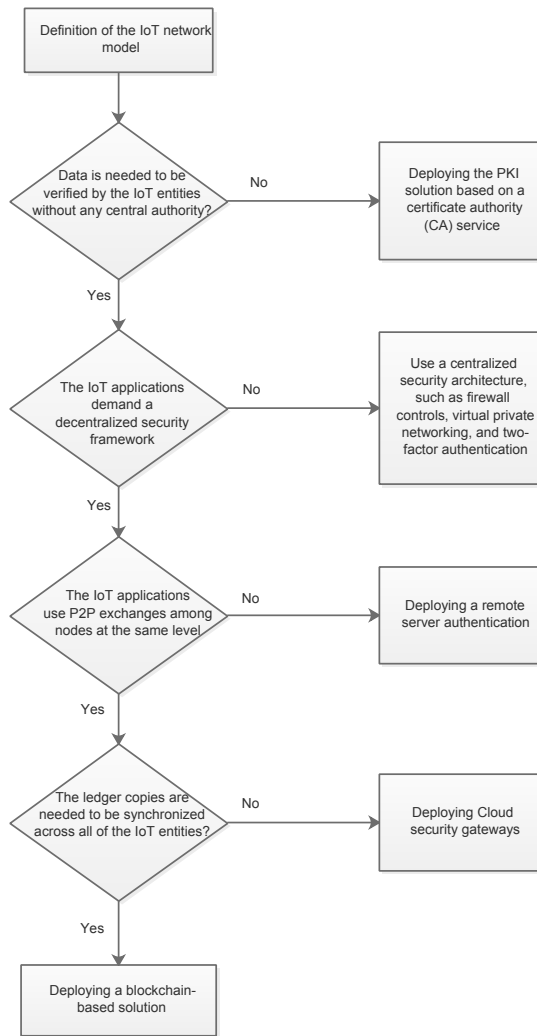 Definition of the IoT network
model
Data is needed to be
verified by the IoT entities
without any central authority?
No
Deploying the PKI
solution based on a
certificate authority
(CA) service
Yes
The IoT applications
demand a
decentralized security
framework
No
Use a centralized
security architecture,
such as firewall
controls, virtual private
networking, and two-
factor authentication
Yes
The IoT applications
use P2P exchanges among
nodes at the same level
No
Deploying a remote
server authentication
Yes
The ledger copies are
needed to be synchronized
across all of the IoT entities?
No
Deploying Cloud
security gateways
Yes
Deploying a blockchain-
based solution